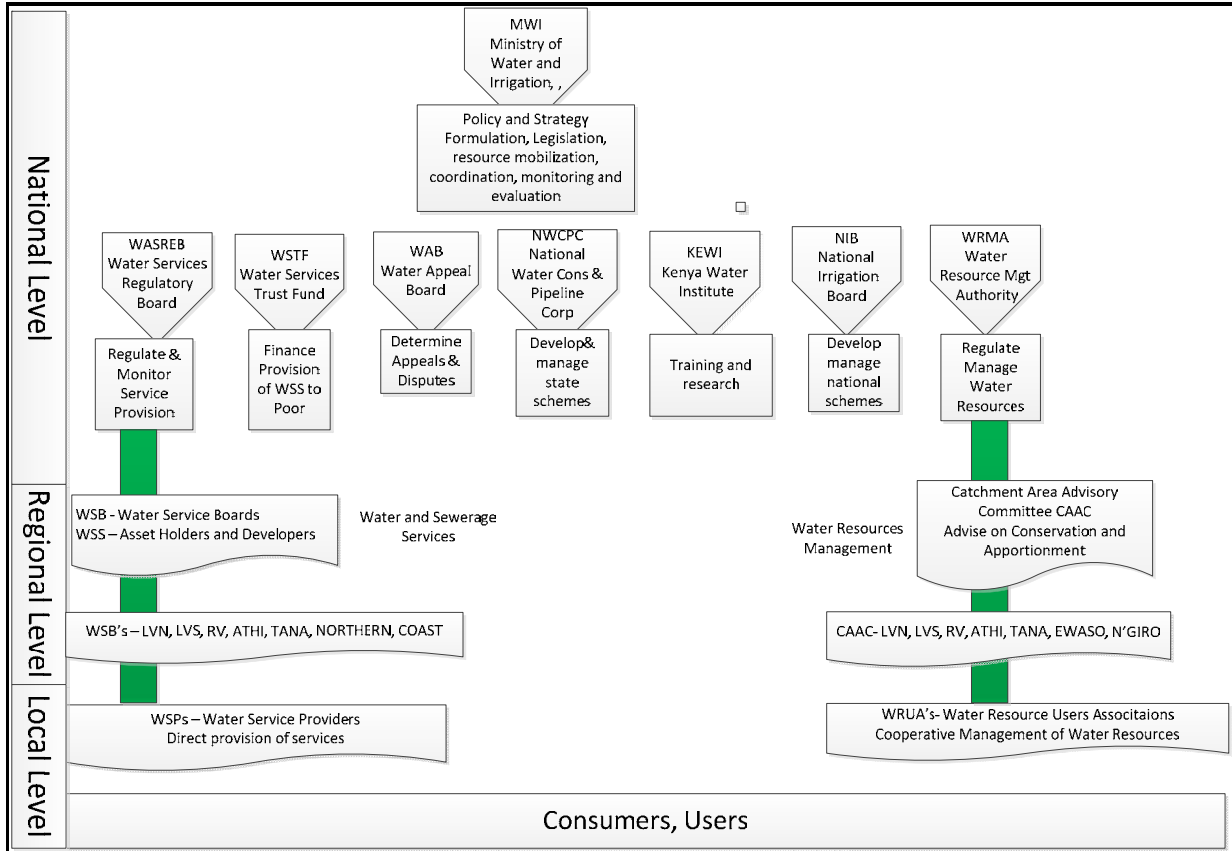 National Level
MWI
Ministry of
Water and
Irrigation, ,
Policy and Strategy
Formulation, Legislation,
resource mobilization,
coordination, monitoring and
evaluation
WASREB
Water Services
Regulatory
Board
Regulate &
Monitor
Service
Provision
WSTF
Water Services
Trust Fund
Finance
Provision
of WSS to
Poor
WAB
Water Appeal
Board
Determine
Appeals &
Disputes
NWCPC
National
Water Cons &
Pipeline
Corp
Develop&
manage
state
schemes
KEWI
Kenya Water
Institute
Training and
research
NIB
National
Irrigation
Board
Develop
manage
national
schemes
WRMA
Water
Resource Mgt
Authority
Regulate
Manage
Water
Resources
Regional Level
WSB - Water Service Boards
WSS – Asset Holders and Developers
Water and Sewerage
Services
Water Resources
Management
Catchment Area Advisory
Committee CAAC
Advise on Conservation and
Apportionment
WSB's – LVN, LVS, RV, ATHI, TANA, NORTHERN, COAST
CAAC- LVN, LVS, RV, ATHI, TANA, EWASO, N'GIRO
Local Level
WSPs – Water Service Providers
Direct provision of services
WRUA's- Water Resource Users Associtaions
Cooperative Management of Water Resources
Consumers, Users